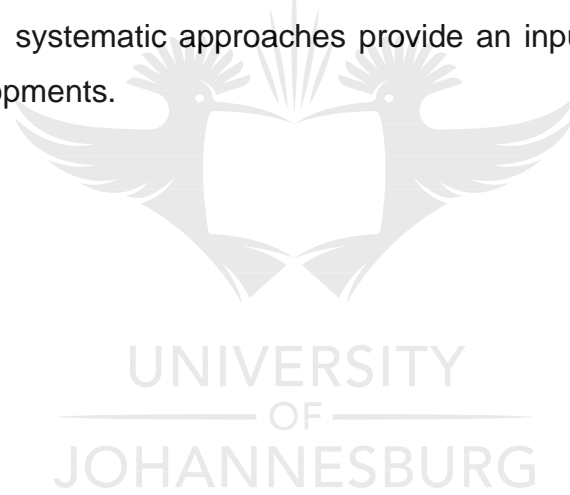 systematic approaches provide an inpu
opments.
UNIVERSITY
OF
JOHANNESBURG